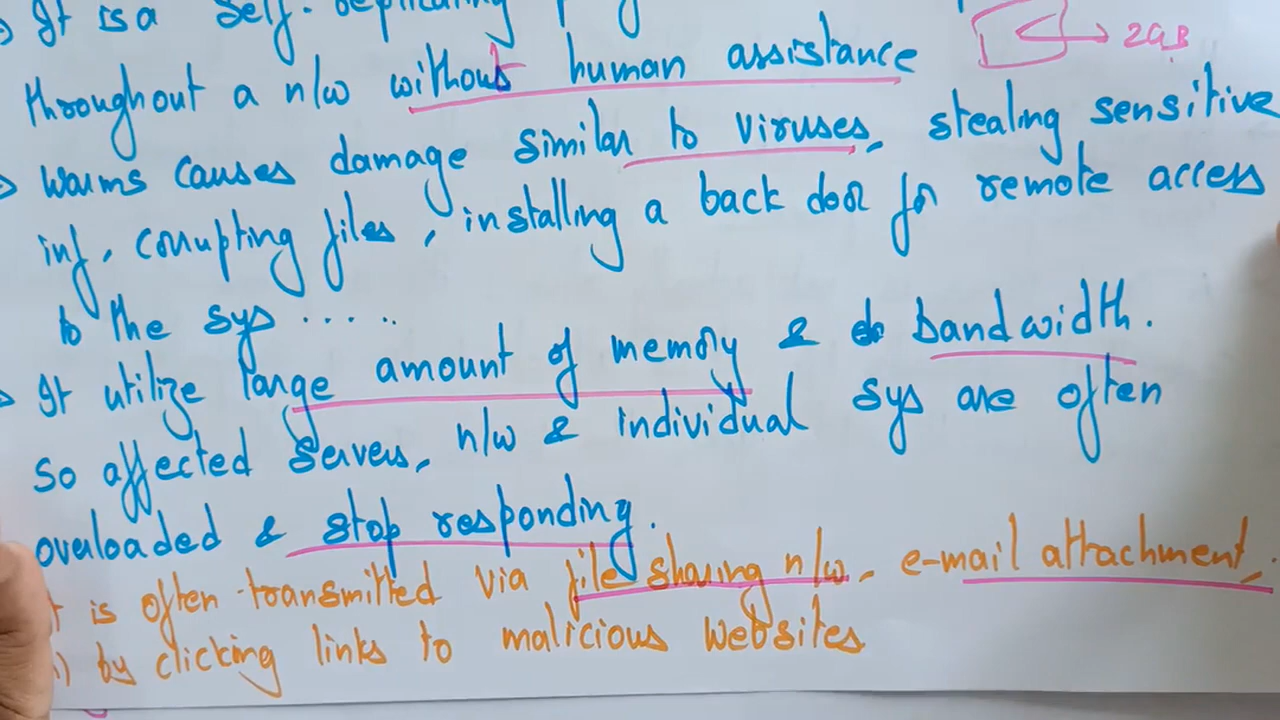 It is a self-replicating
→ 2GB
throughout a n/w without human assistance
Worms causes damage similar to viruses, stealing sensitive
inf, corrupting files, installing a back door for remote access
to the sys .....
It utilize large amount of memory & bandwidth.
So affected servers, n/w & individual sys are often
overloaded & stop responding.
is often transmitted via file sharing n/w, e-mail attachment,
by clicking links to malicious websites